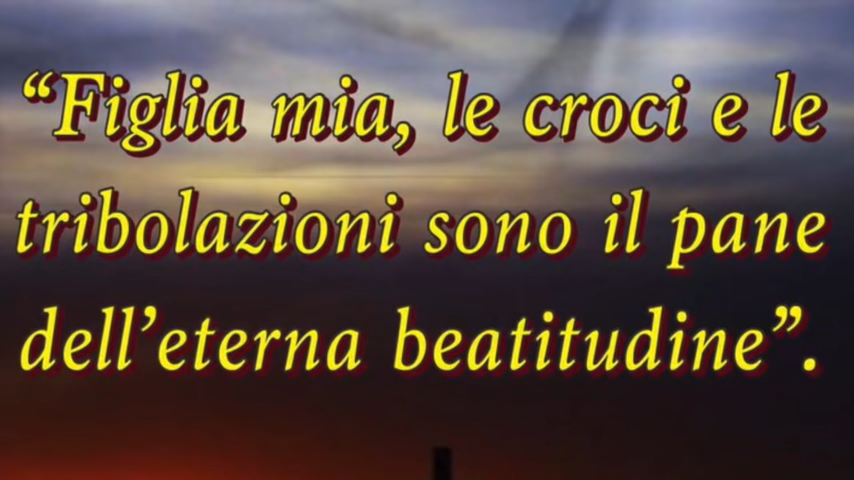 “Figlia mia, le croci e le
tribolazioni sono il pane
dell’eterna beatitudine”.